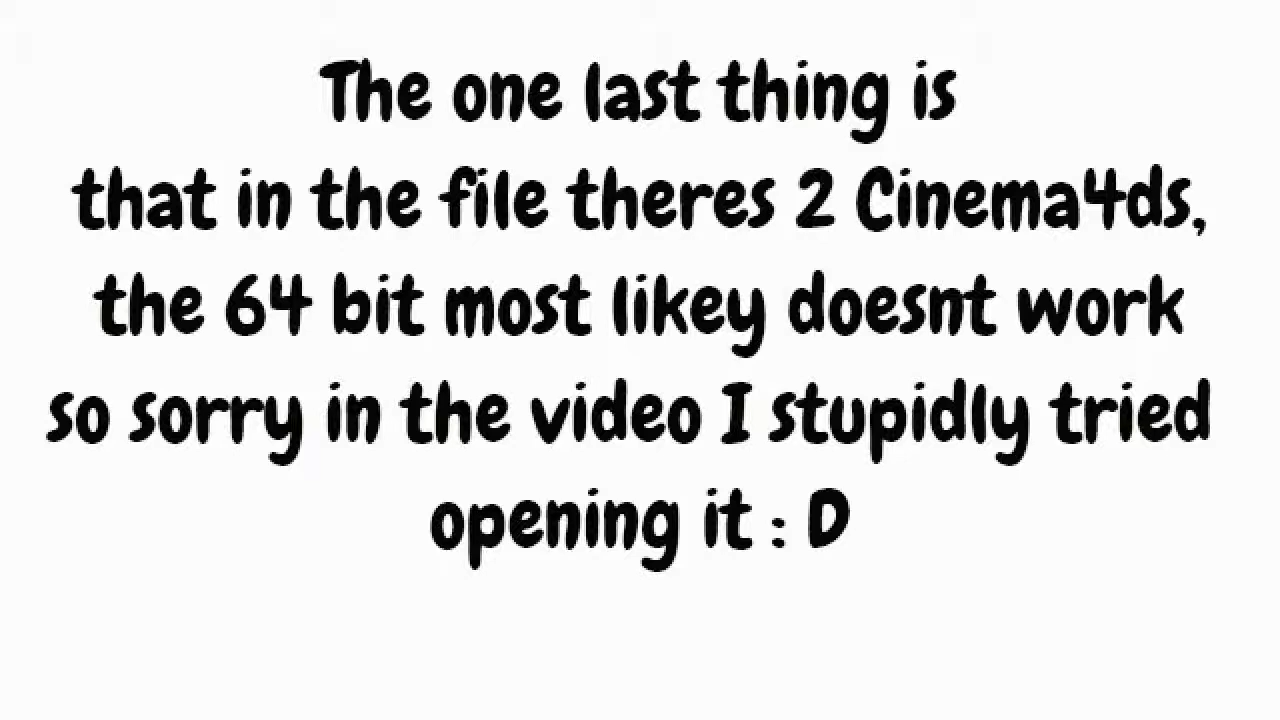 The one last thing is
that in the file theres 2 Cinema4ds,
the 64 bit most likey doesnt work
so sorry in the video I stupidly tried
opening it : D